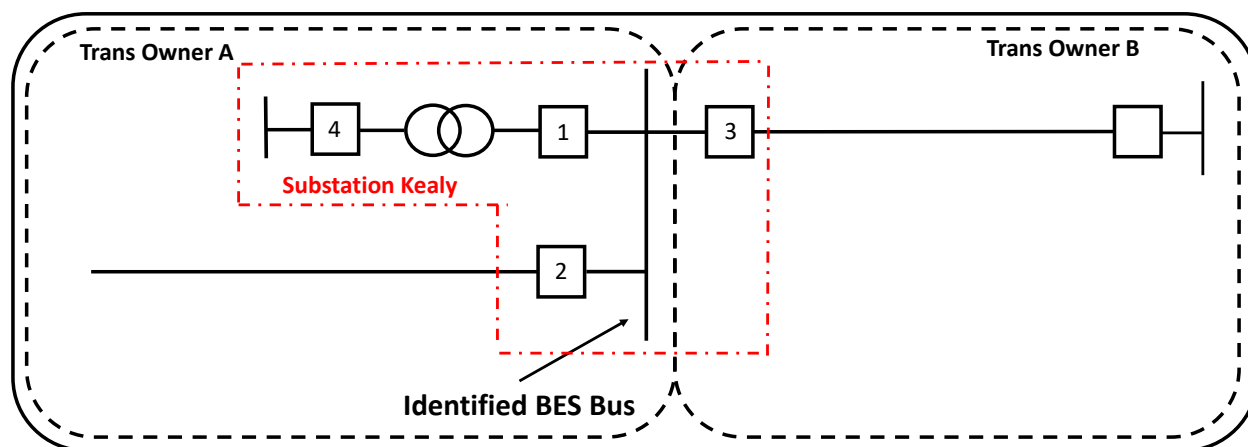 Trans Owner A
Trans Owner B
4
1
3
Substation Kealy
2
Identified BES Bus